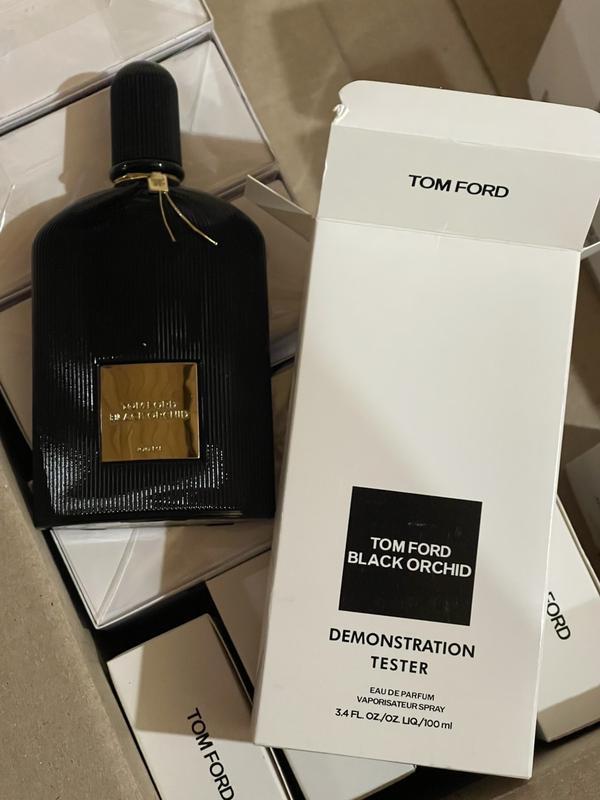 TOM FORD
TOM FORD
BLACK ORCHID
TOM FORD
BLACK ORCHID
DEMONSTRATION
TESTER
EAU DE PARFUM
VAPORISATEUR SPRAY
3.4 FL. OZ./OZ. LIQ./100 ml
FORD
TOM FORD